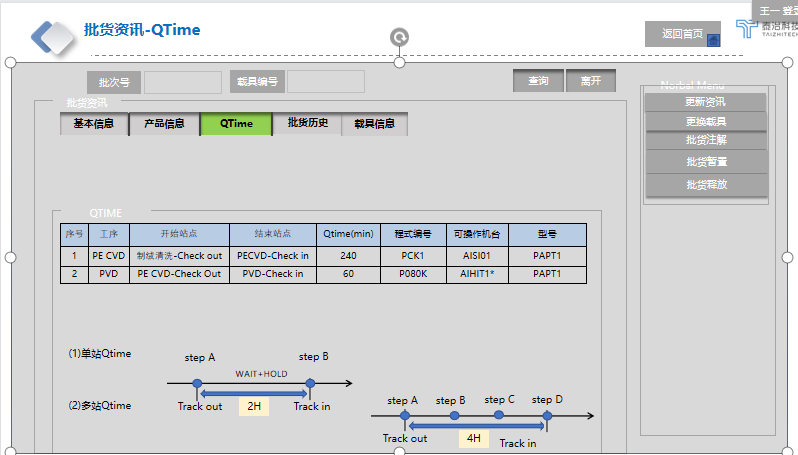 王一 登录
批货资讯-QTime
返回首页
泰治科技
TAIZHITECH
批次号
载具编号
查询
离开
Norbal Menu
更新资讯
更换载具
批货注解
批货暂置
批货释放
批货资讯
基本信息 产品信息 QTime 批货历史 载具信息
QTIME
序号 工序 开始站点 结束站点 Qtime(min) 程式编号 可操作机台 型号
1 PE CVD 制绒清洗-Check out PECVD-Check in 240 PCK1 AISI01 PAPT1
2 PVD PE CVD-Check Out PVD-Check in 60 P080K AIHIT1* PAPT1
(1)单站Qtime
step A step B
WAIT+HOLD
Track out 2H Track in
(2)多站Qtime
step A step B step C step D
Track out 4H Track in